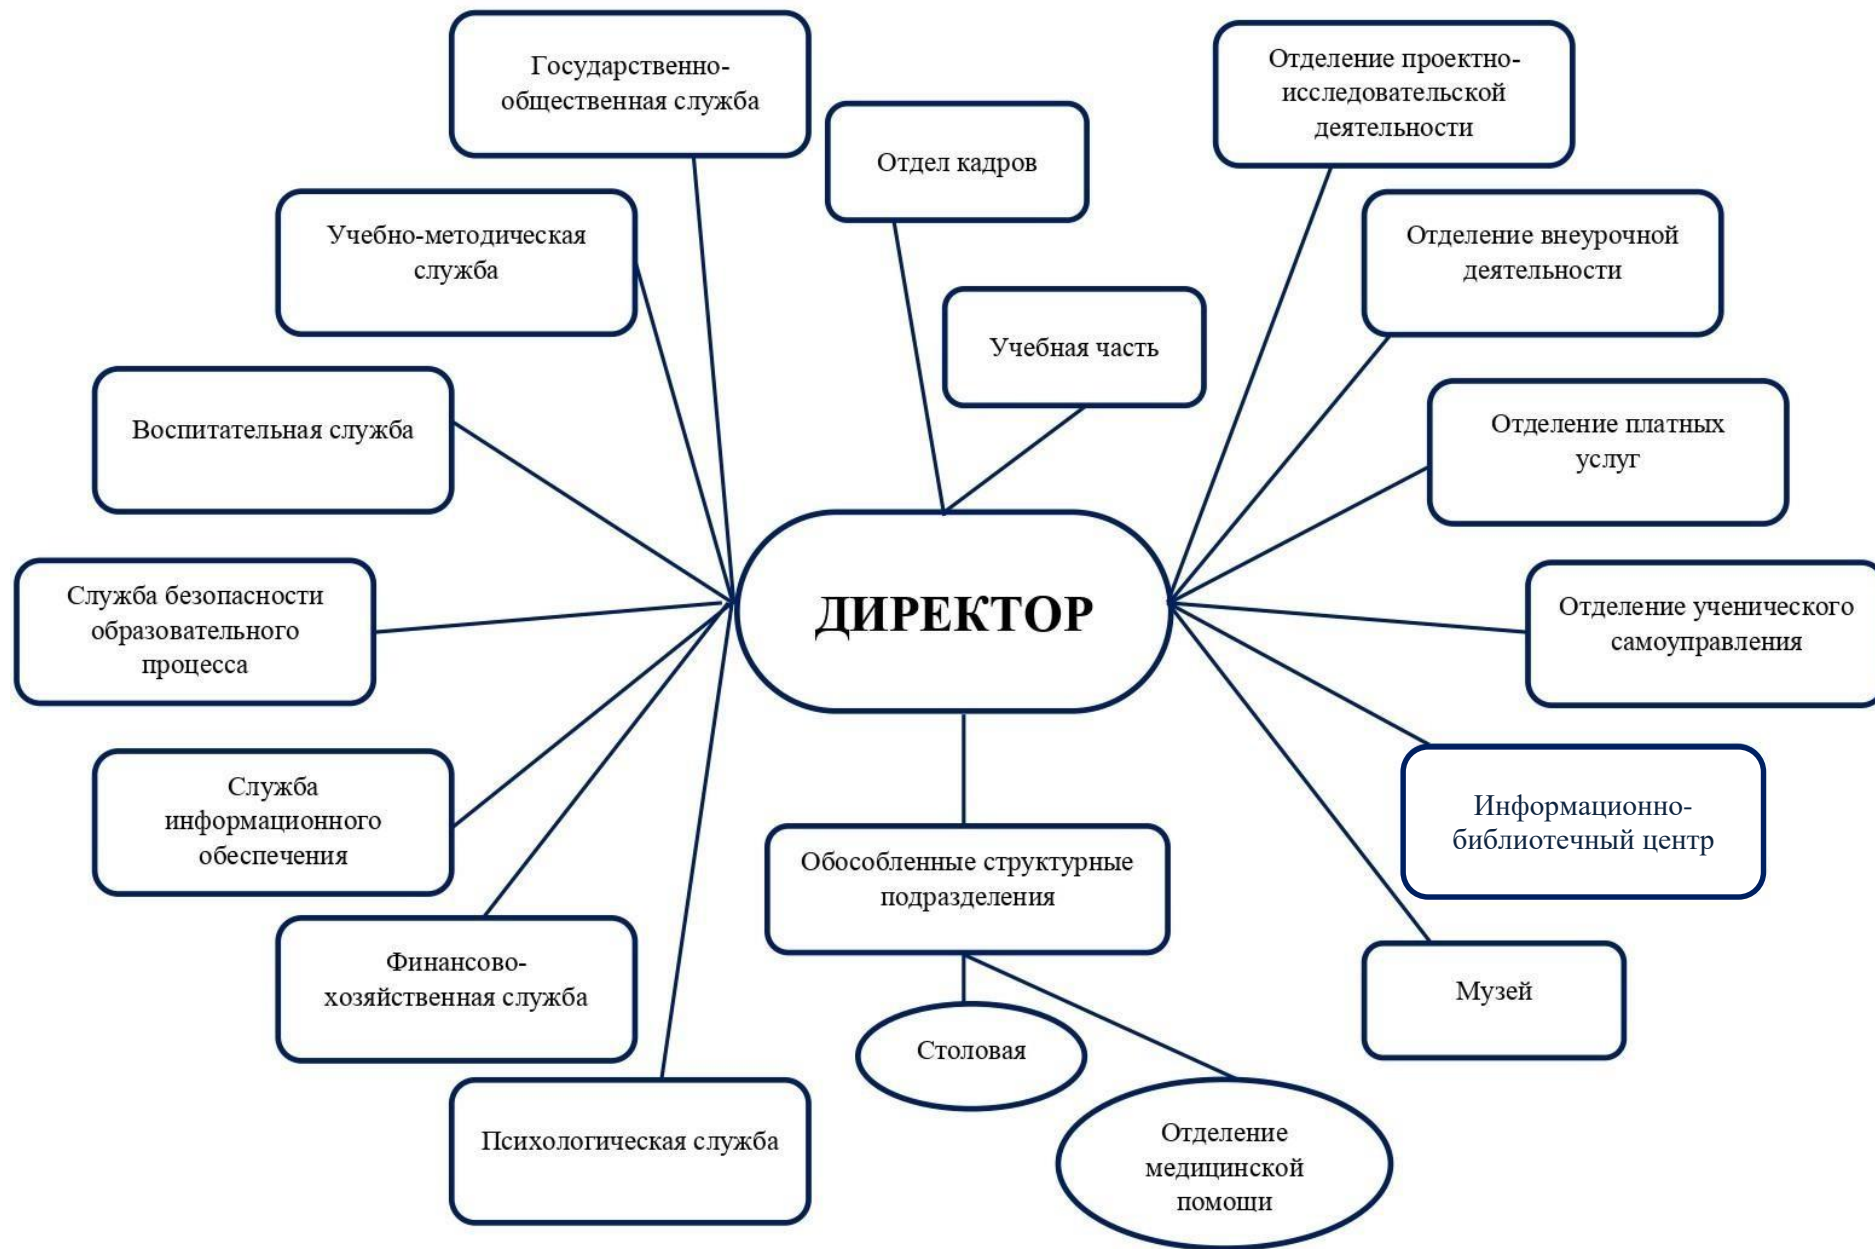 Государственно-
общественная служба
Отделение проектно-
исследовательской
деятельности
Отдел кадров
Учебно-методическая
служба
Отделение внеурочной
деятельности
Учебная часть
Воспитательная служба
Отделение платных
услуг
ДИРЕКТОР
Служба безопасности
образовательного
процесса
Отделение ученического
самоуправления
Служба
информационного
обеспечения
Информационно-
библиотечный центр
Обособленные структурные
подразделения
Финансово-
хозяйственная служба
Музей
Столовая
Психологическая служба
Отделение
медицинской
помощи